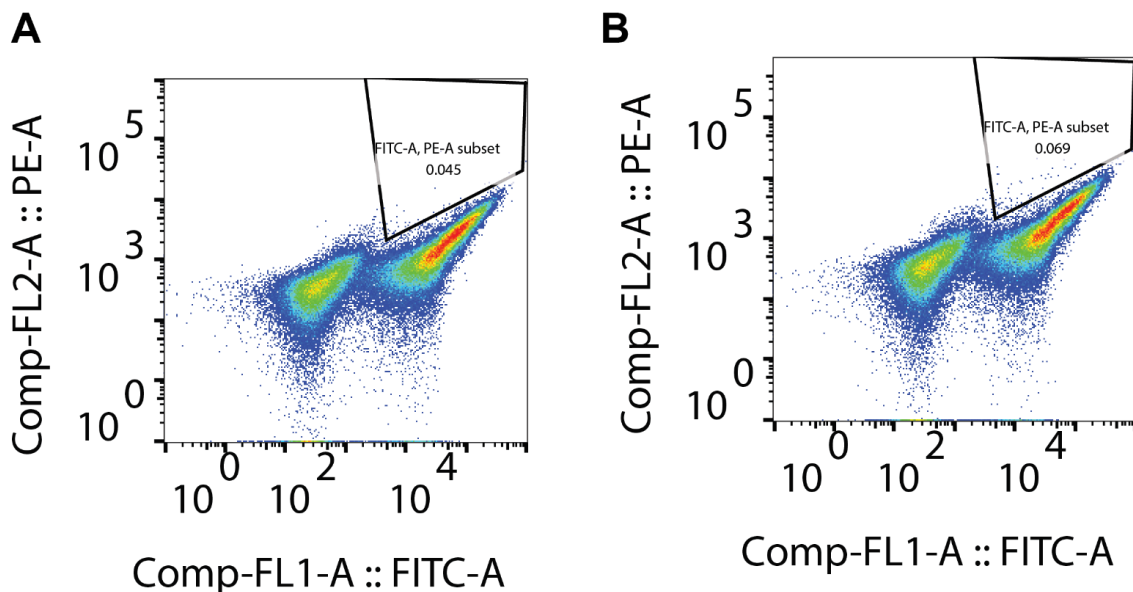 A
Comp-FL2-A :: PE-A
10 5
10 3
10 0
FITC-A, PE-A subset
0.045
10 0
10 2
10 4
Comp-FL1-A :: FITC-A
B
Comp-FL2-A :: PE-A
10 5
10 3
10 0
FITC-A, PE-A subset
0.069
10 0
10 2
10 4
Comp-FL1-A :: FITC-A